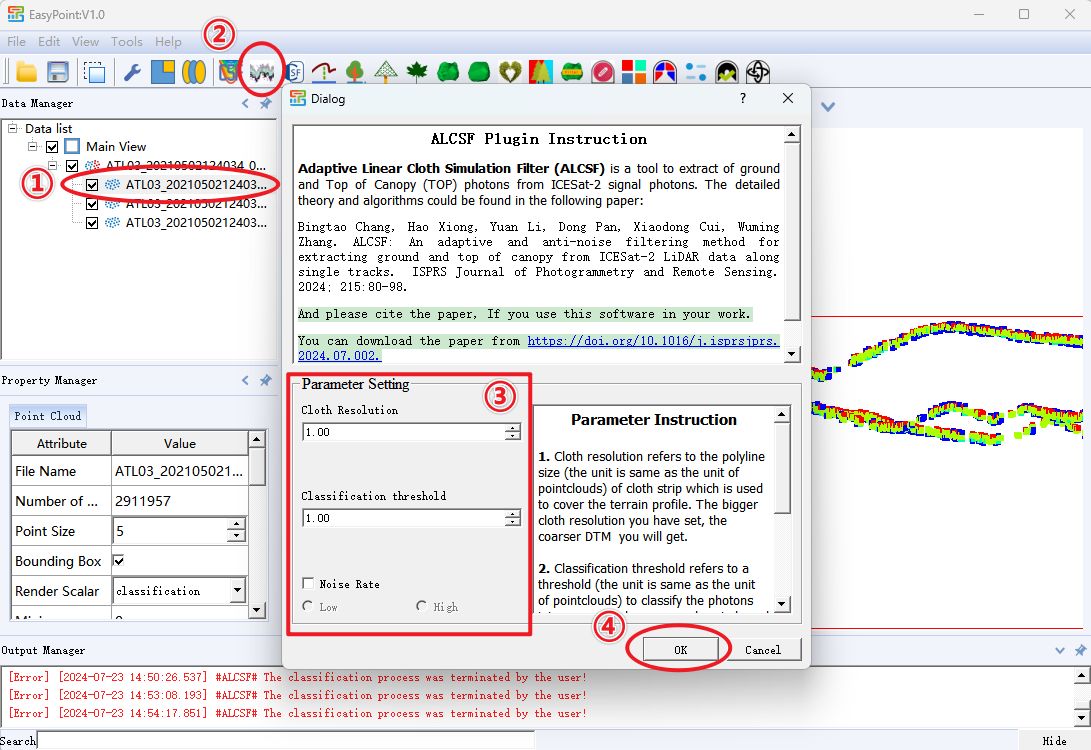 EasyPoint:V1.0
File Edit View Tools Help
②
SF
Data Manager
Data list
Main View
ATL03_20210502124034_0...
①
ATL03_2021050212403...
ATL03_2021050212403...
ATL03_2021050212403...
Property Manager
Point Cloud
Attribute Value
File Name ATL03_202105021...
Number of ... 2911957
Point Size 5
Bounding Box
Render Scalar classification
Dialog
?
ALCSF Plugin Instruction
Adaptive Linear Cloth Simulation Filter (ALCSF) is a tool to extract of ground
and Top of Canopy (TOP) photons from ICESat-2 signal photons. The detailed
theory and algorithms could be found in the following paper:
Bingtao Chang, Hao Xiong, Yuan Li, Dong Pan, Xiaodong Cui, Wuming
Zhang. ALCSF: An adaptive and anti-noise filtering method for
extracting ground and top of canopy from ICESat-2 LiDAR data along
single tracks. ISPRS Journal of Photogrammetry and Remote Sensing.
2024; 215:80-98.
And please cite the paper, If you use this software in your work.
You can download the paper from https://doi.org/10.1016/j.isprsjprs.
2024.07.002.
Parameter Setting
③
Cloth Resolution
1.00
Classification threshold
1.00
Noise Rate
Low High
Parameter Instruction
1. Cloth resolution refers to the polyline
size (the unit is same as the unit of
pointclouds) of cloth strip which is used
to cover the terrain profile. The bigger
cloth resolution you have set, the
coarser DTM you will get.
2. Classification threshold refers to a
threshold (the unit is same as the unit
of pointclouds) to classify the photons
④
OK Cancel
Output Manager
[Error] [2024-07-23 14:50:26.537] #ALCSF# The classification process was terminated by the user!
[Error] [2024-07-23 14:53:08.193] #ALCSF# The classification process was terminated by the user!
[Error] [2024-07-23 14:54:17.851] #ALCSF# The classification process was terminated by the user!
Search Hide